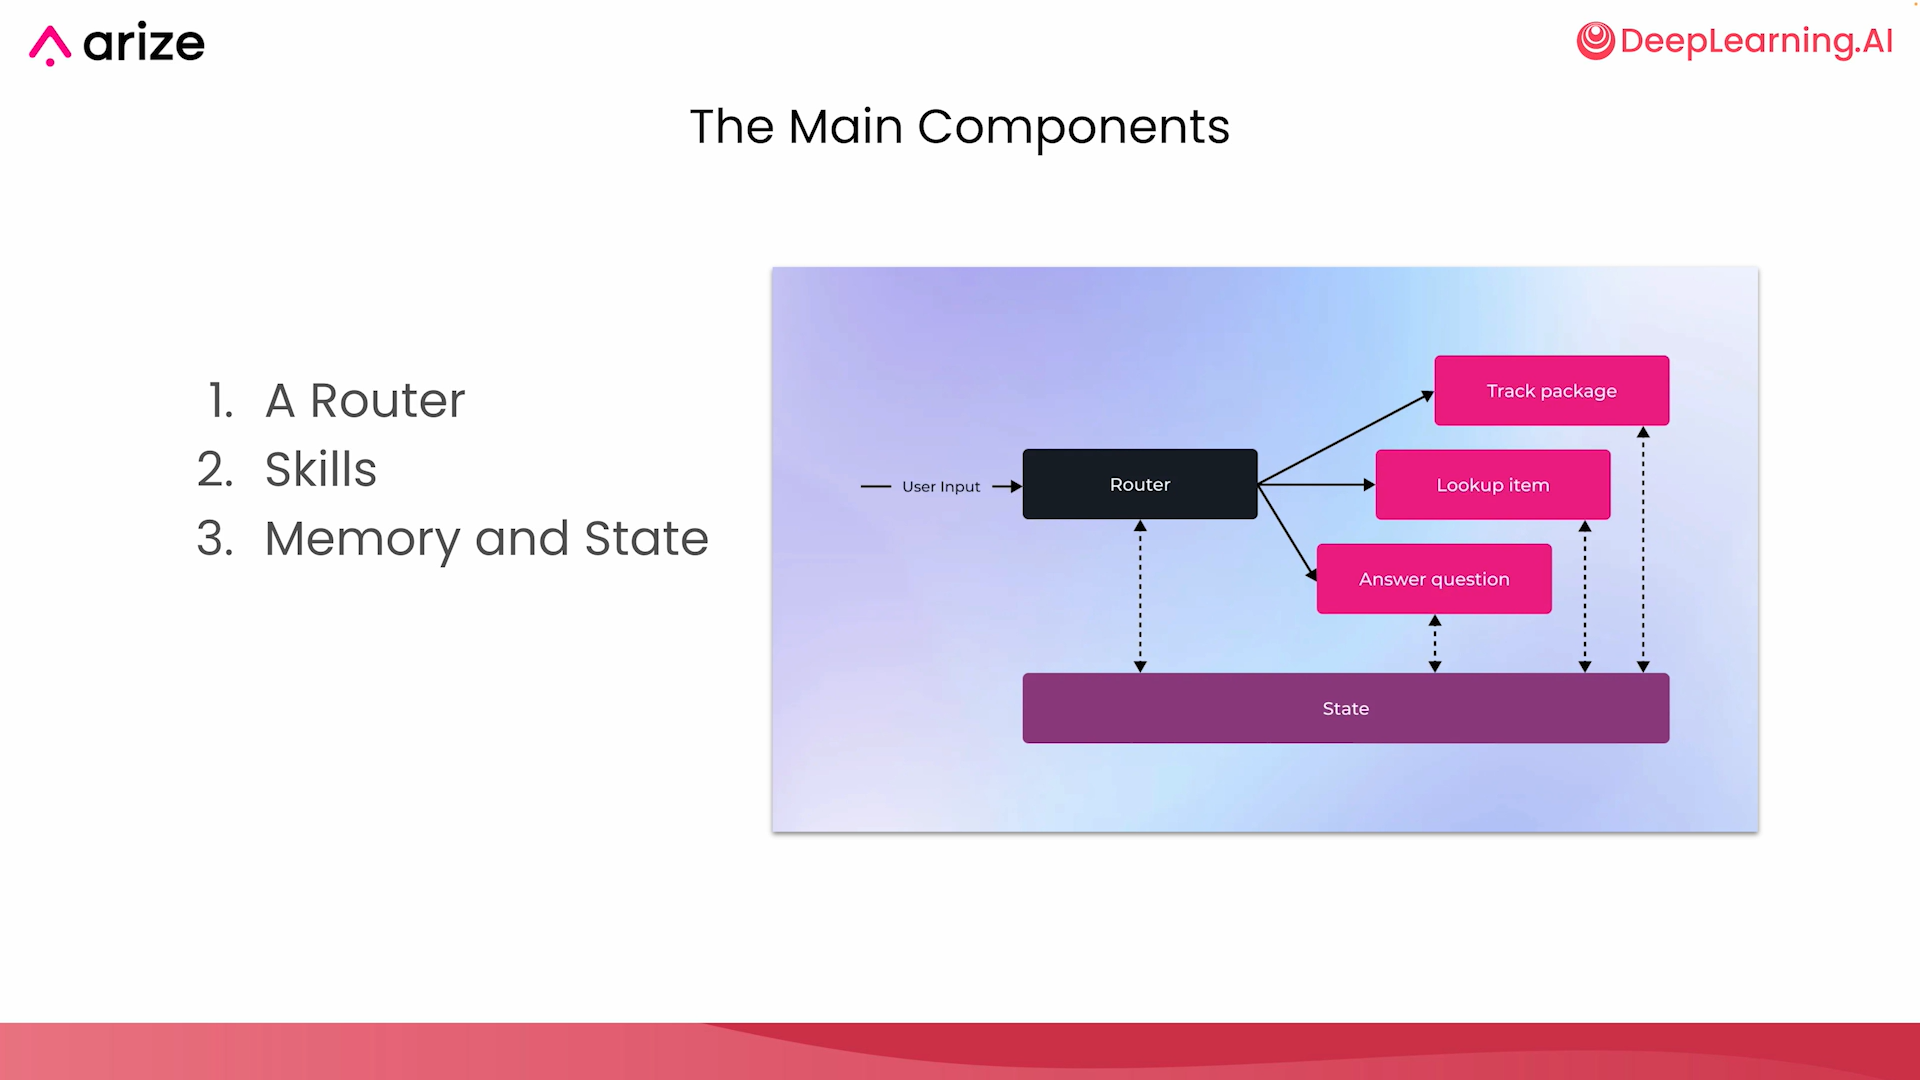 arize
DeepLearning.AI
The Main Components
1. A Router
2. Skills
3. Memory and State
Track package
User Input
Router
Lookup item
Answer question
State